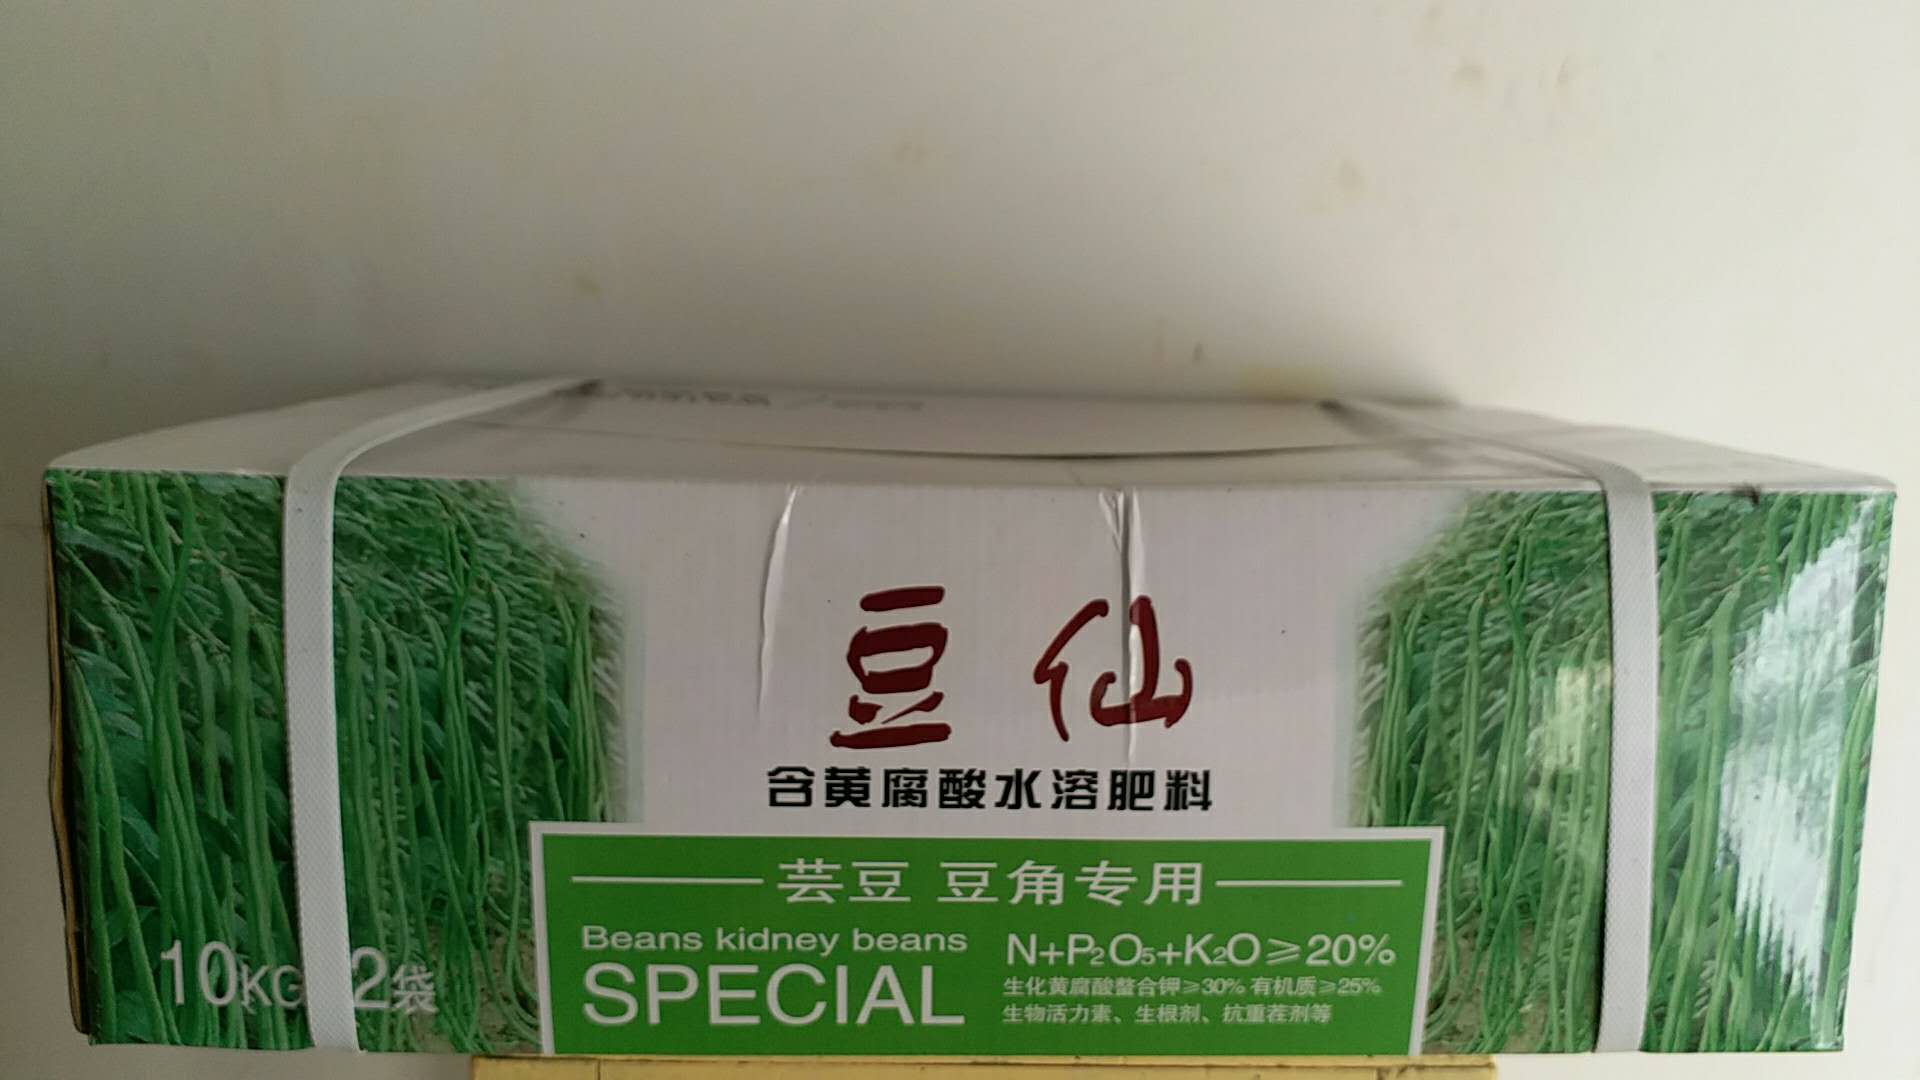 豆仙
含黄腐酸水溶肥料
芸豆 豆角专用
Beans kidney beans
SPECIAL
N+P₂O₅+K₂O≥20%
生化黄腐酸螯合钾≥30% 有机质≥25%
生物活力素、生根剂、抗重茬剂等
10KG 2袋